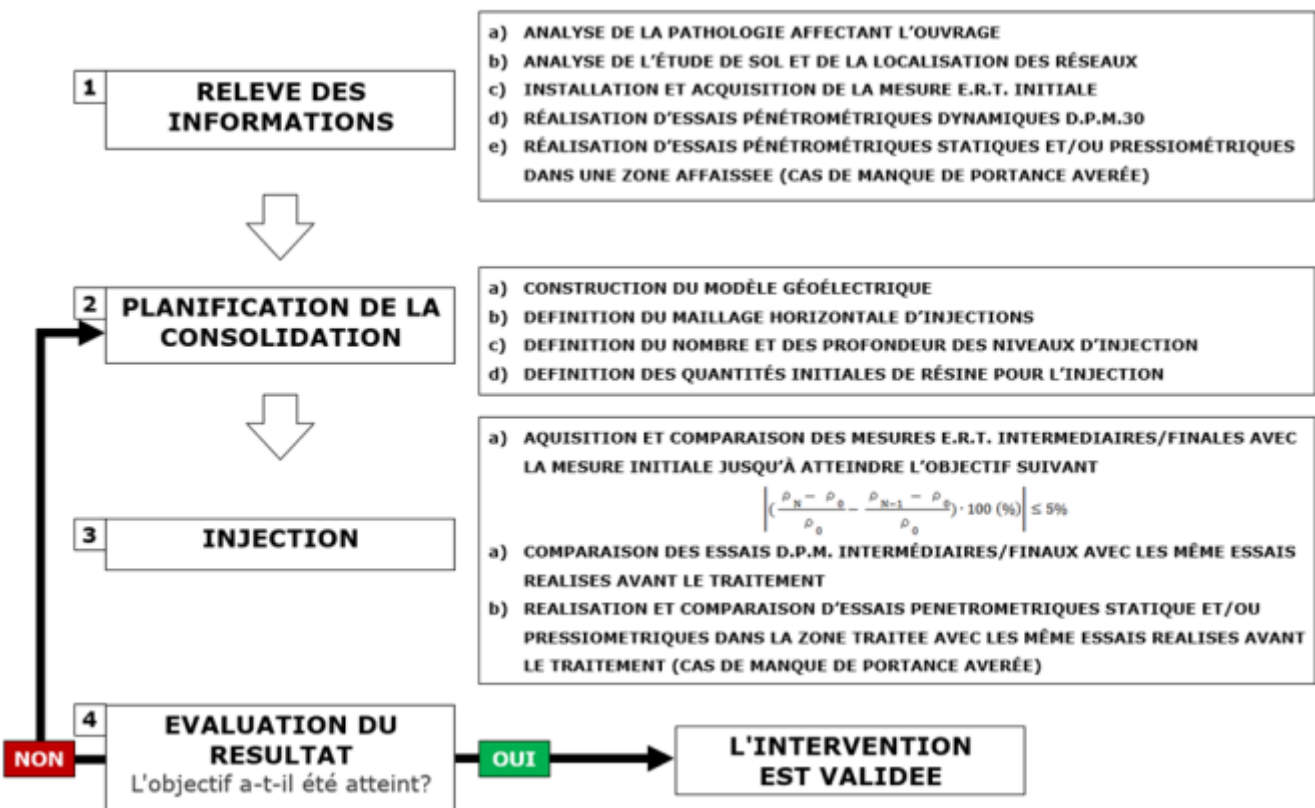 1
RELEVE DES
INFORMATIONS
a) ANALYSE DE LA PATHOLOGIE AFFECTANT L'OUVRAGE
b) ANALYSE DE L'ÉTUDE DE SOL ET DE LA LOCALISATION DES RÉSEAUX
c) INSTALLATION ET ACQUISITION DE LA MESURE E.R.T. INITIALE
d) RÉALISATION D'ESSAIS PÉNÉTROMÉTRIQUES DYNAMIQUES D.P.M.30
e) RÉALISATION D'ESSAIS PÉNÉTROMÉTRIQUES STATIQUES ET/OU PRESSIOMÉTRIQUES
DANS UNE ZONE AFFAISSEE (CAS DE MANQUE DE PORTANCE AVERÉE)
2
PLANIFICATION DE LA
CONSOLIDATION
a) CONSTRUCTION DU MODÈLE GÉOÉLECTRIQUE
b) DEFINITION DU MAILLAGE HORIZONTALE D'INJECTIONS
c) DEFINITION DU NOMBRE ET DES PROFONDEUR DES NIVEAUX D'INJECTION
d) DEFINITION DES QUANTITÉS INITIALES DE RÉSINE POUR L'INJECTION
3
INJECTION
a) AQUISITION ET COMPARAISON DES MESURES E.R.T. INTERMEDIAIRES/FINALES AVEC
LA MESURE INITIALE JUSQU'À ATTEINDRE L'OBJECTIF SUIVANT
|((ρ_N − ρ_0)/ρ_0 − (ρ_N-1 − ρ_0)/ρ_0) · 100 (%)| ≤ 5%
a) COMPARAISON DES ESSAIS D.P.M. INTERMÉDIAIRES/FINAUX AVEC LES MÊME ESSAIS
REALISES AVANT LE TRAITEMENT
b) REALISATION ET COMPARAISON D'ESSAIS PENETROMETRIQUES STATIQUE ET/OU
PRESSIOMETRIQUES DANS LA ZONE TRAITEE AVEC LES MÊME ESSAIS REALISES AVANT
LE TRAITEMENT (CAS DE MANQUE DE PORTANCE AVERÉE)
4
EVALUATION DU
RESULTAT
L'objectif a-t-il été atteint?
NON
OUI
L'INTERVENTION
EST VALIDEE